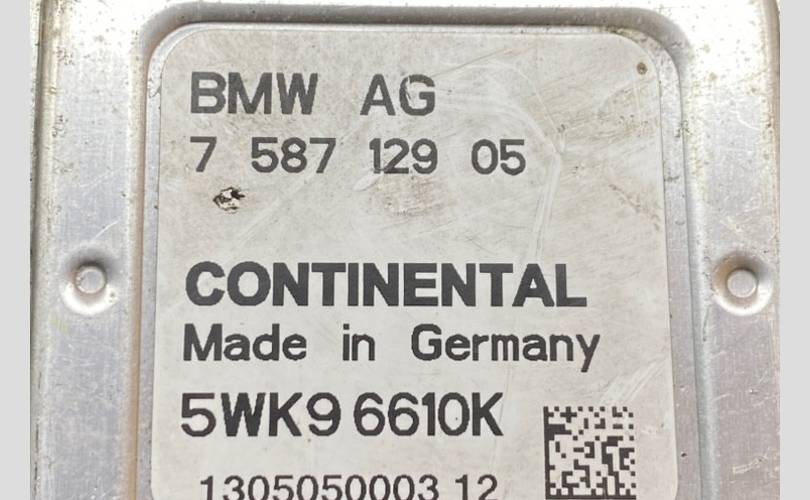 BMW AG
7 587 129 05
CONTINENTAL
Made in Germany
5WK9 6610K
1305050003 12